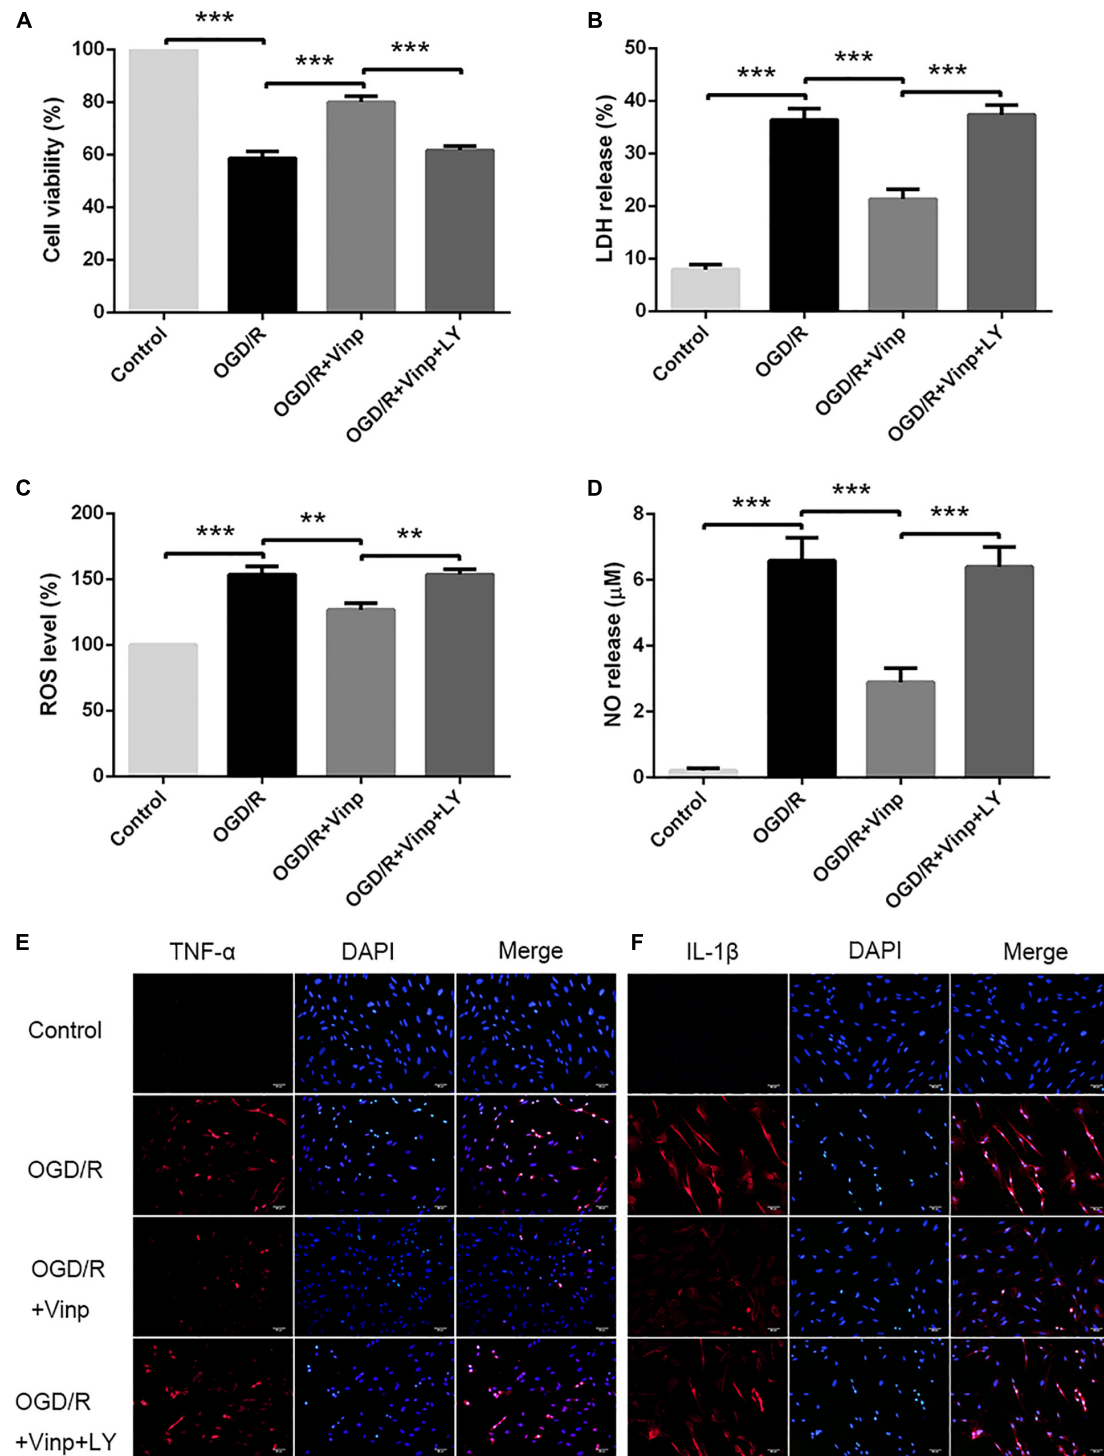 A
***
***
***
100
80
60
40
20
0
Cell viability (%)
Control
OGD/R
OGD/R+Vinp
OGD/R+Vinp+LY
B
***
***
***
50
40
30
20
10
0
LDH release (%)
Control
OGD/R
OGD/R+Vinp
OGD/R+Vinp+LY
C
***
**
**
200
150
100
50
0
ROS level (%)
Control
OGD/R
OGD/R+Vinp
OGD/R+Vinp+LY
D
***
***
***
8
6
4
2
0
NO release (μM)
Control
OGD/R
OGD/R+Vinp
OGD/R+Vinp+LY
E
TNF-α DAPI Merge
F
IL-1β DAPI Merge
Control
OGD/R
OGD/R
+Vinp
OGD/R
+Vinp+LY